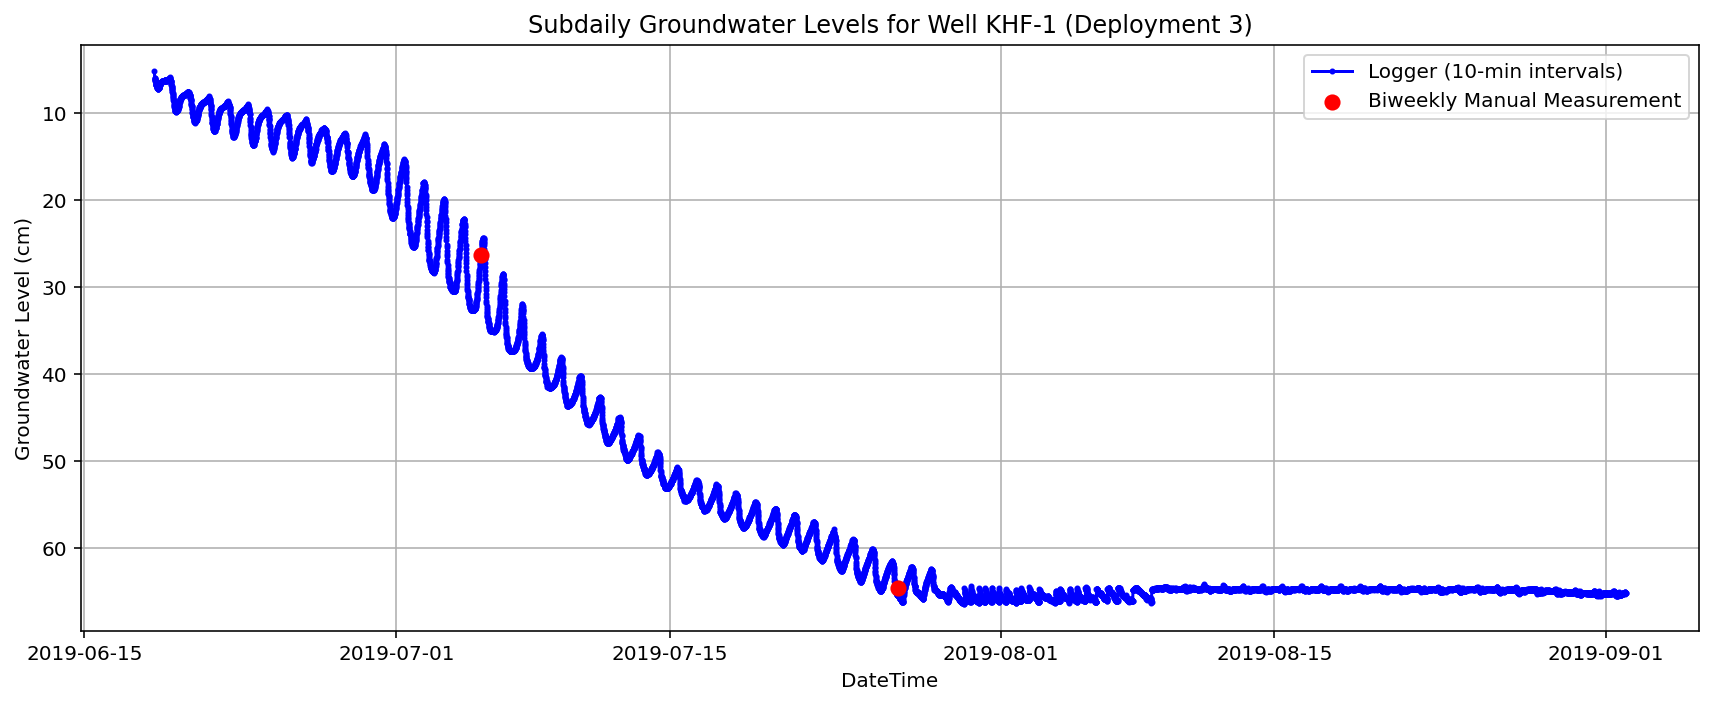 Subdaily Groundwater Levels for Well KHF-1 (Deployment 3)
Logger (10-min intervals)
Biweekly Manual Measurement
Groundwater Level (cm)
10
20
30
40
50
60
2019-06-15
2019-07-01
2019-07-15
2019-08-01
2019-08-15
2019-09-01
DateTime